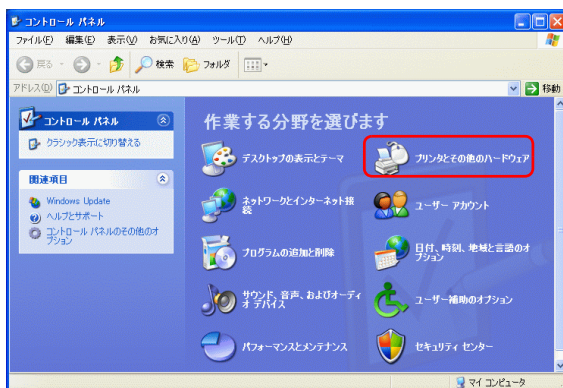 コントロール パネル
ファイル(F) 編集(E) 表示(V) お気に入り(A) ツール(T) ヘルプ(H)
戻る 検索 フォルダ
アドレス(D) コントロール パネル 移動
コントロール パネル
クラシック表示に切り替える
関連項目
Windows Update
ヘルプとサポート
コントロール パネルのその他のオ
プション
作業する分野を選びます
デスクトップの表示とテーマ
プリンタとその他のハードウェア
ネットワークとインターネット接
続
ユーザー アカウント
プログラムの追加と削除
日付、時刻、地域と言語のオ
プション
サウンド、音声、およびオーディ
オ デバイス
ユーザー補助のオプション
パフォーマンスとメンテナンス
セキュリティ センター
マイ コンピュータ